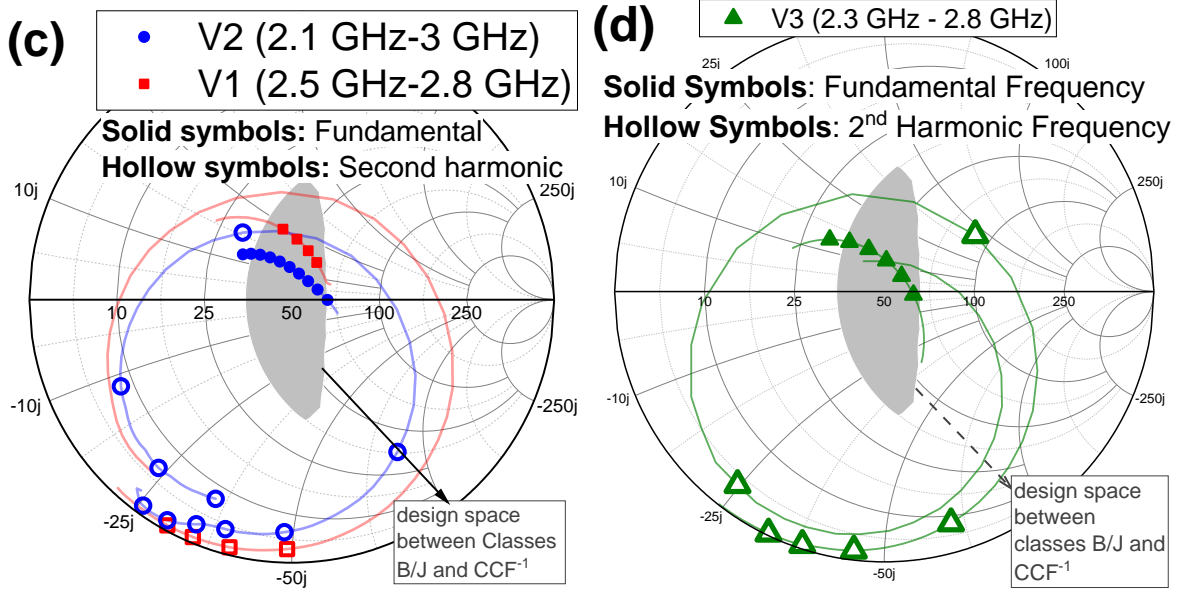 (c)
V2 (2.1 GHz-3 GHz)
V1 (2.5 GHz-2.8 GHz)
Solid symbols: Fundamental
Hollow symbols: Second harmonic
10j
250j
10
25
50
100
250
-10j
-250j
-25j
-50j
design space
between Classes
B/J and CCF⁻¹
(d)
V3 (2.3 GHz - 2.8 GHz)
25j
100j
Solid Symbols: Fundamental Frequency
Hollow Symbols: 2nd Harmonic Frequency
10j
250j
10
25
50
100
250
-10j
-250j
-25j
-50j
design space
between
classes B/J and
CCF⁻¹